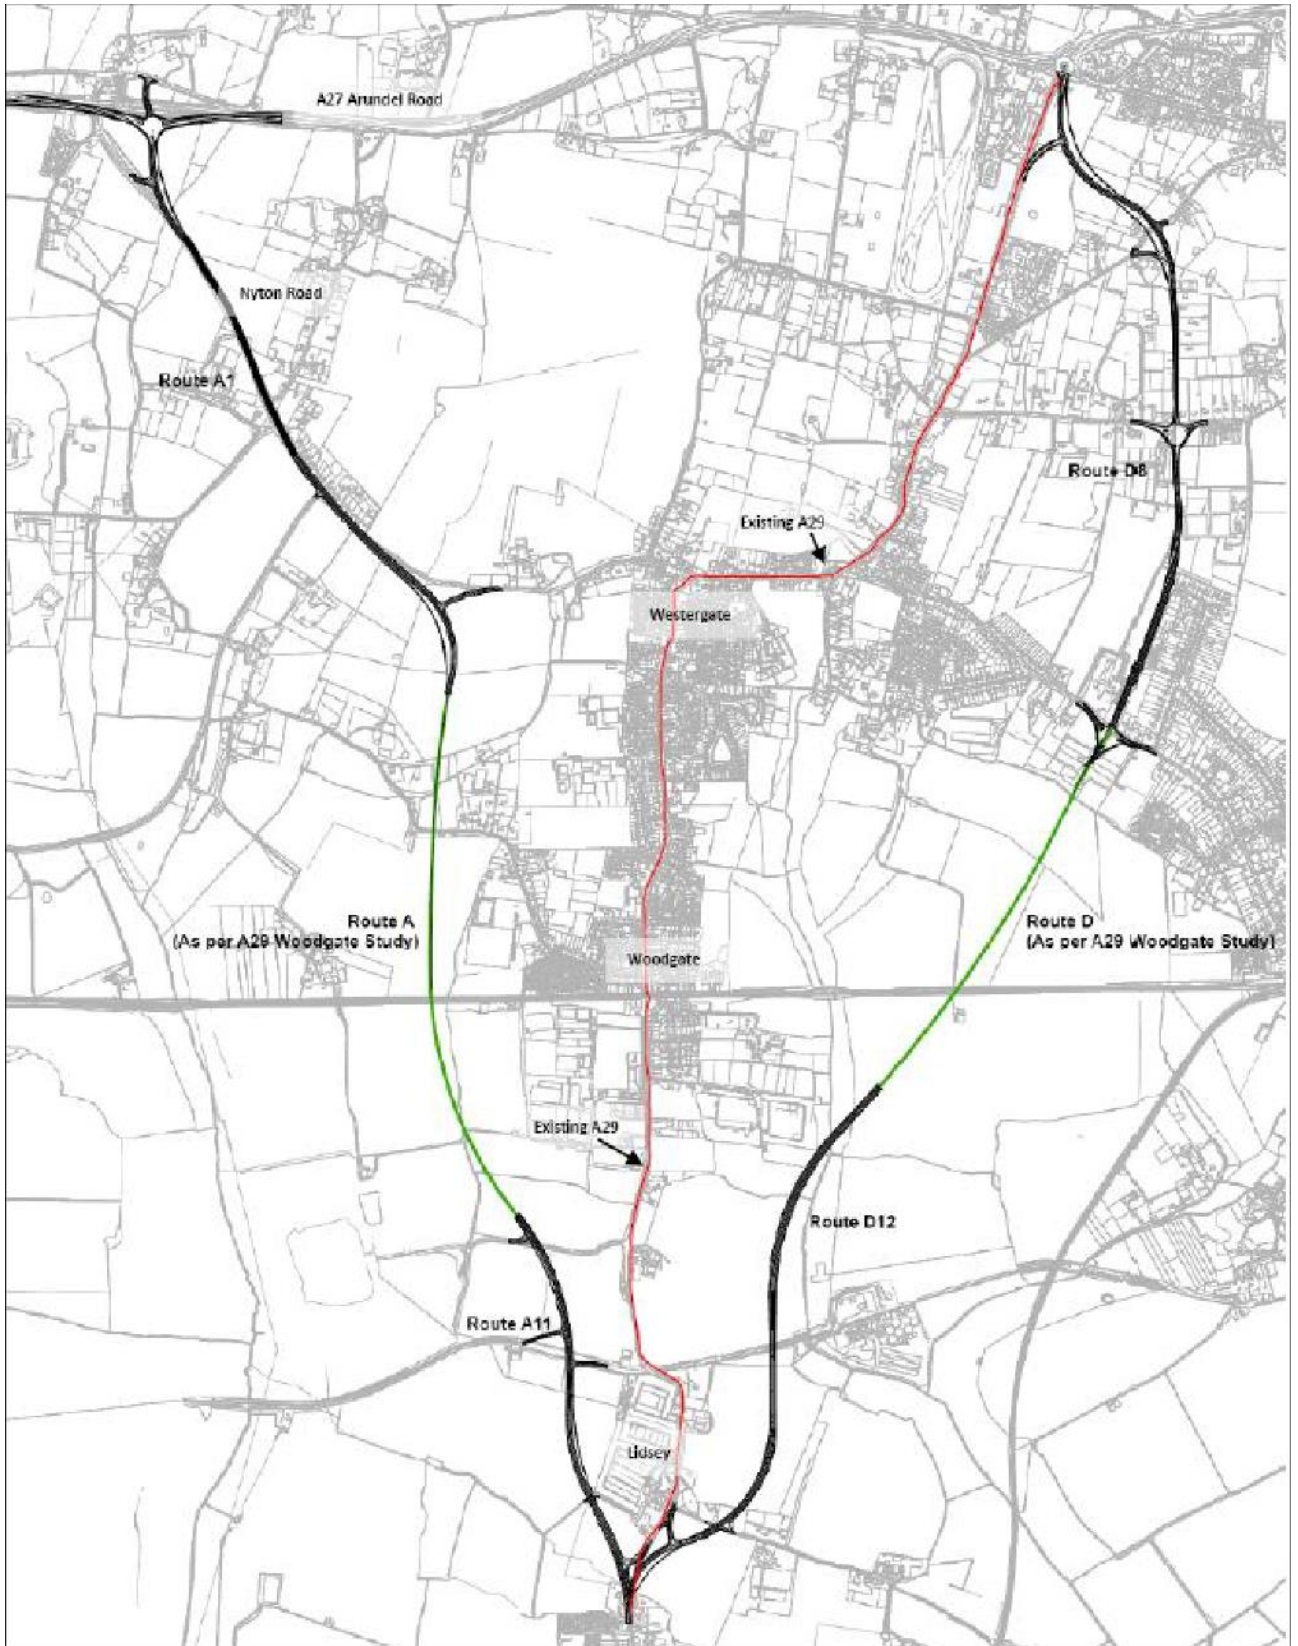 A27 Arundel Road
Nyton Road
Route A1
Route D8
Existing A29
Westergate
Route A
(As per A29 Woodgate Study)
Route D
(As per A29 Woodgate Study)
Woodgate
Existing A29
Route D12
Route A11
Lidsey